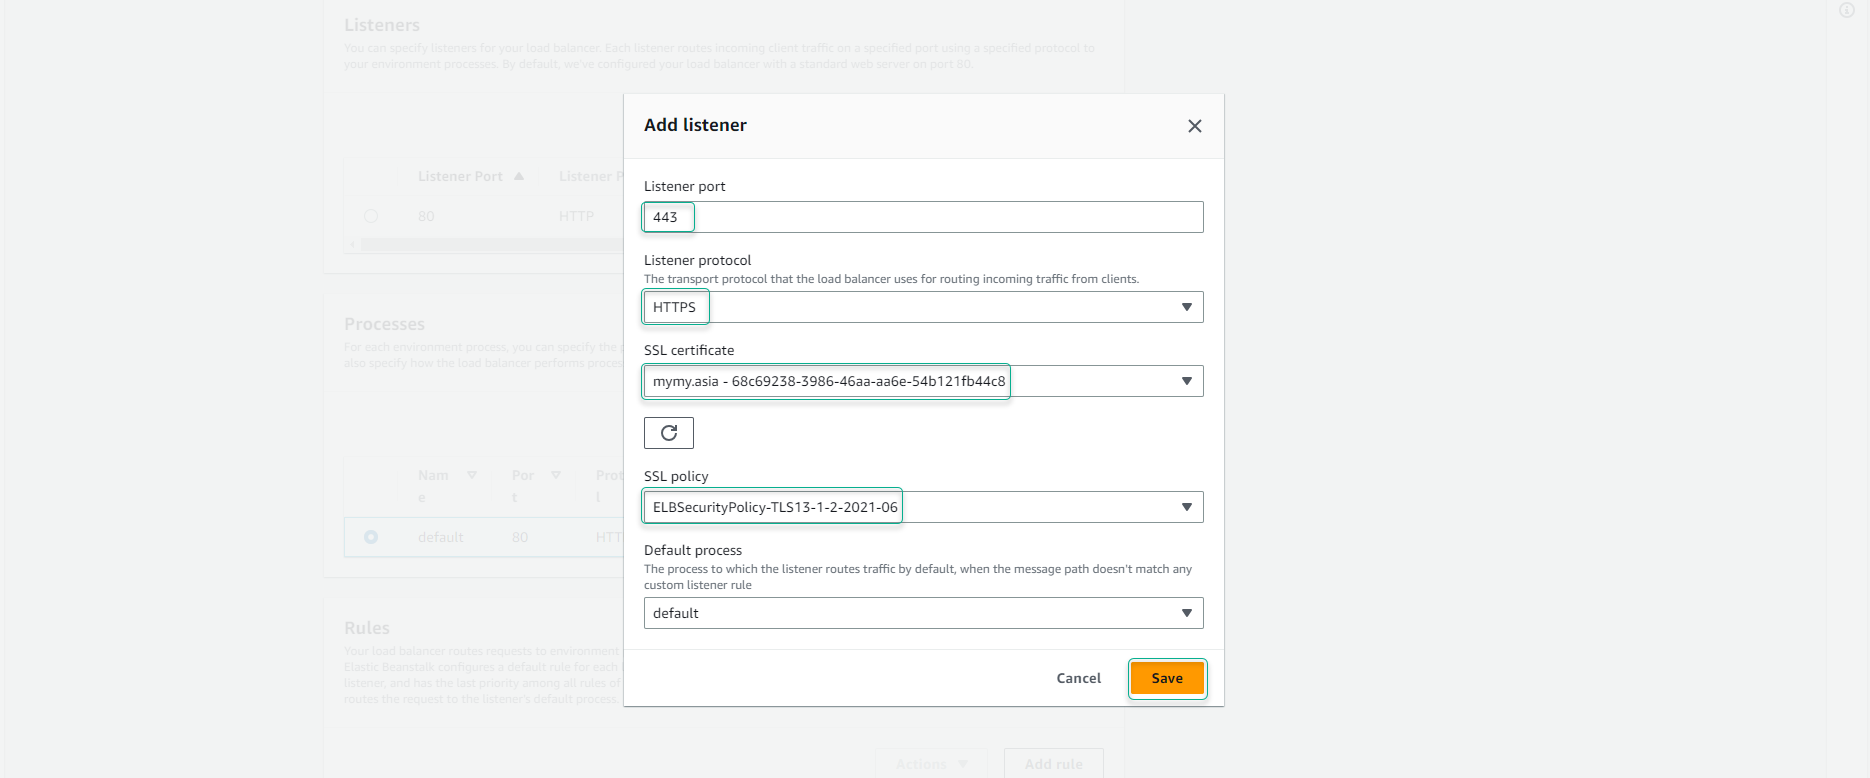 Listeners
You can specify listeners for your load balancer. Each listener routes incoming client traffic on a specified port using a specified protocol to
your environment processes. By default, we've configured your load balancer with a standard web server on port 80.
Add listener
Listener port
Listener Port
Listener P
443
80
HTTP
Listener protocol
The transport protocol that the load balancer uses for routing incoming traffic from clients.
HTTPS
Processes
For each environment process, you can specify the
also specify how the load balancer performs proces
SSL certificate
mymy.asia - 68c69238-3986-46aa-aa6e-54b121fb44c8
SSL policy
Nam
e
Por
t
Prot
l
ELBSecurityPolicy-TLS13-1-2-2021-06
default
80
HTT
Default process
The process to which the listener routes traffic by default, when the message path doesn't match any
custom listener rule
default
Rules
Your load balancer routes requests to environment
Elastic Beanstalk configures a default rule for each
listener, and has the last priority among all rules of
routes the request to the listener's default process.
Cancel
Save
Actions
Add rule